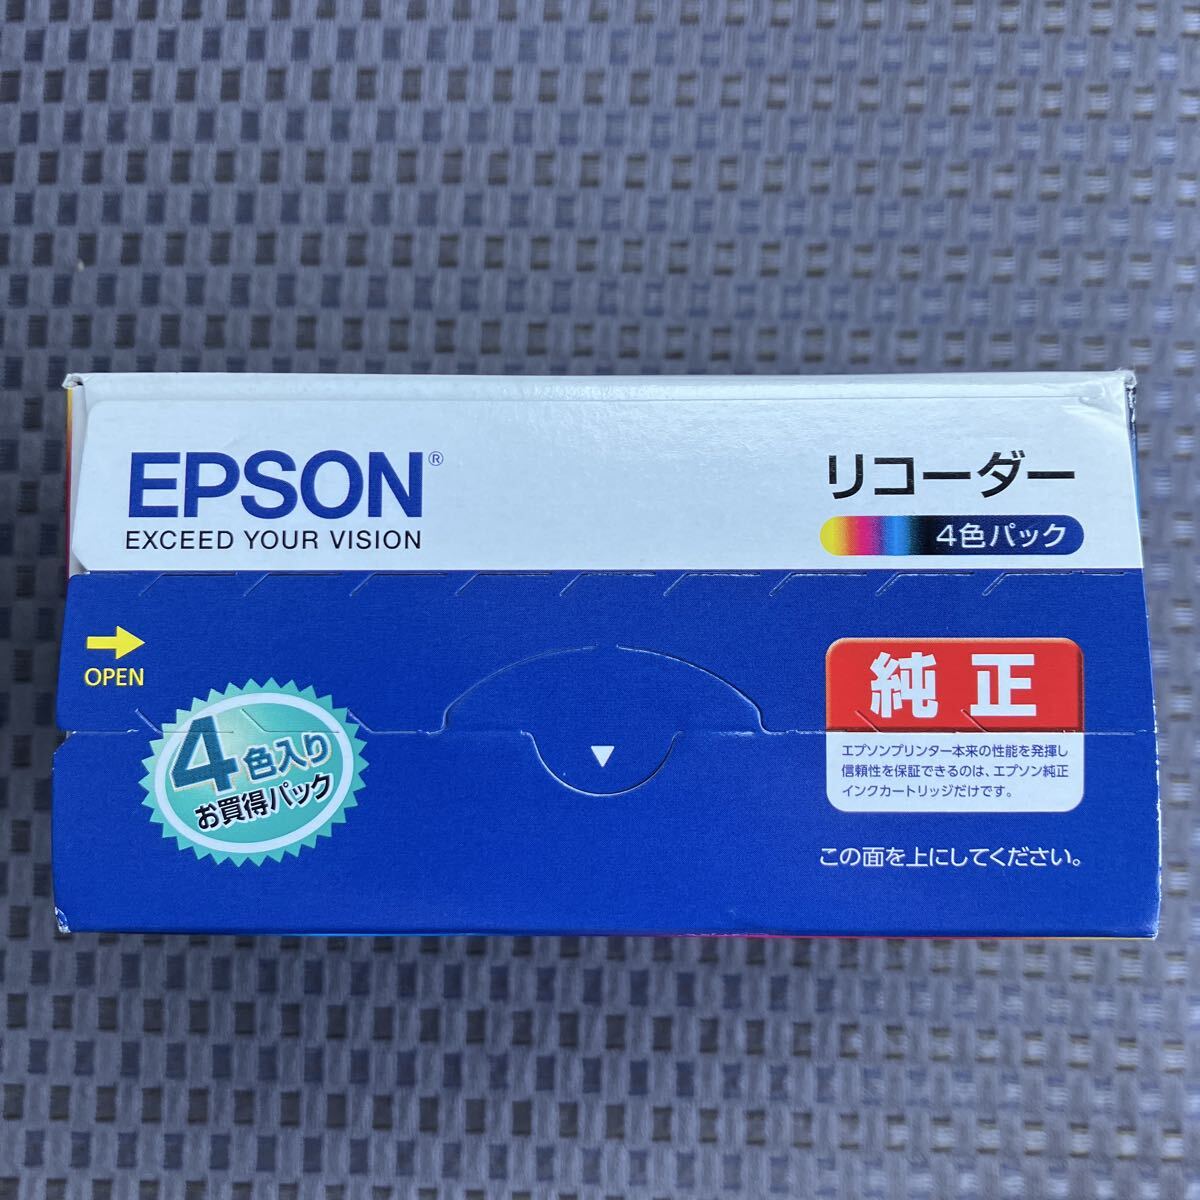 EPSON®
EXCEED YOUR VISION
リコーダー
4色パック
OPEN
4色入り
お買得パック
純正
エプソンプリンター本来の性能を発揮し
信頼性を保証できるのは、エプソン純正
インクカートリッジだけです。
この面を上にしてください。